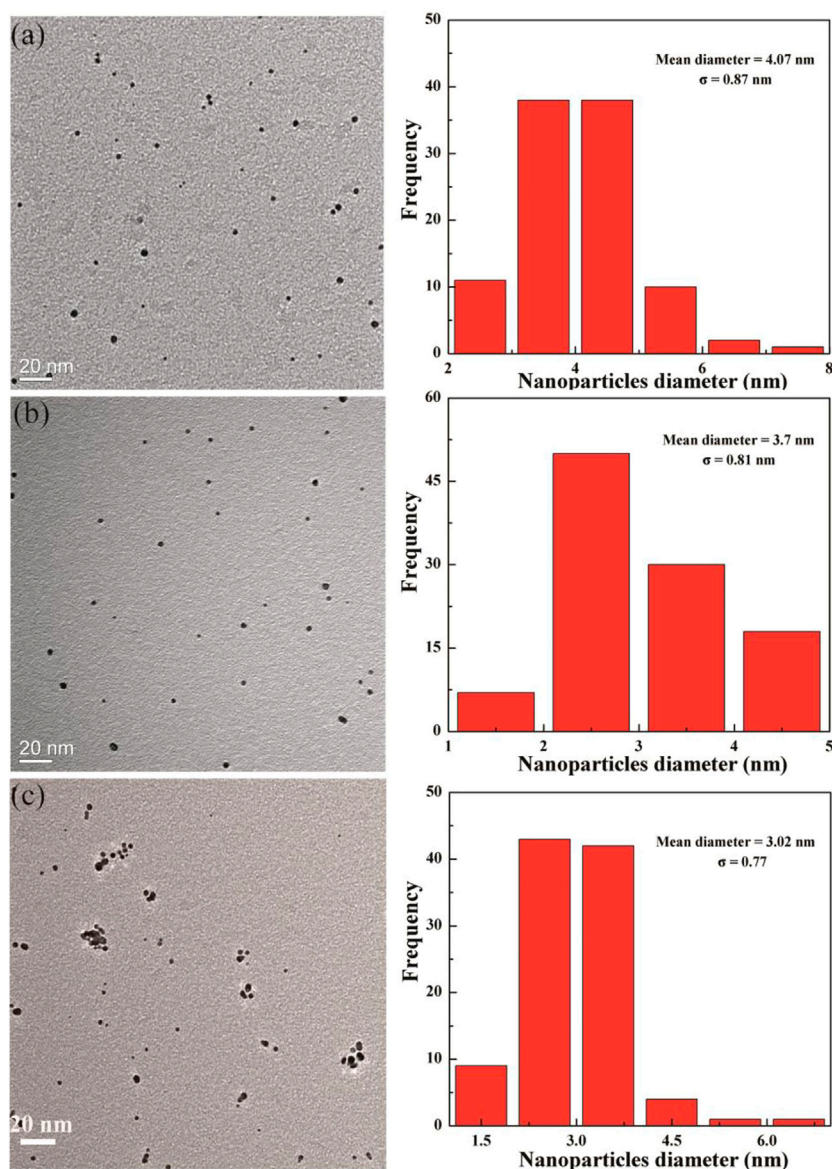 (a)
20 nm
50
40
30
20
10
0
Frequency
Mean diameter = 4.07 nm
σ = 0.87 nm
2 4 6 8
Nanoparticles diameter (nm)
(b)
20 nm
60
45
30
15
0
Frequency
Mean diameter = 3.7 nm
σ = 0.81 nm
1 2 3 4 5
Nanoparticles diameter (nm)
(c)
20 nm
50
40
30
20
10
0
Frequency
Mean diameter = 3.02 nm
σ = 0.77
1.5 3.0 4.5 6.0
Nanoparticles diameter (nm)